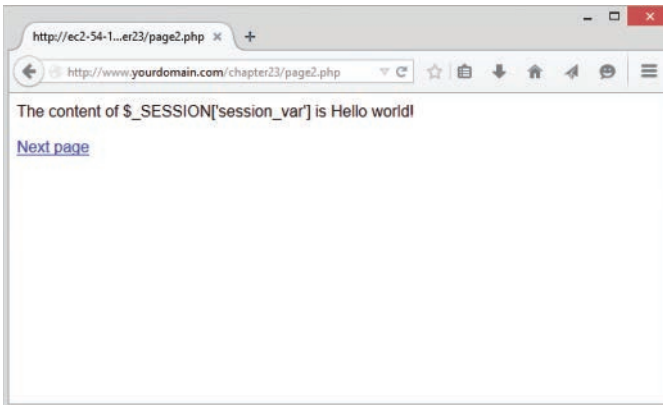 http://ec2-54-1...er23/page2.php
http://www.yourdomain.com/chapter23/page2.php
The content of $_SESSION['session_var'] is Hello world!
Next page